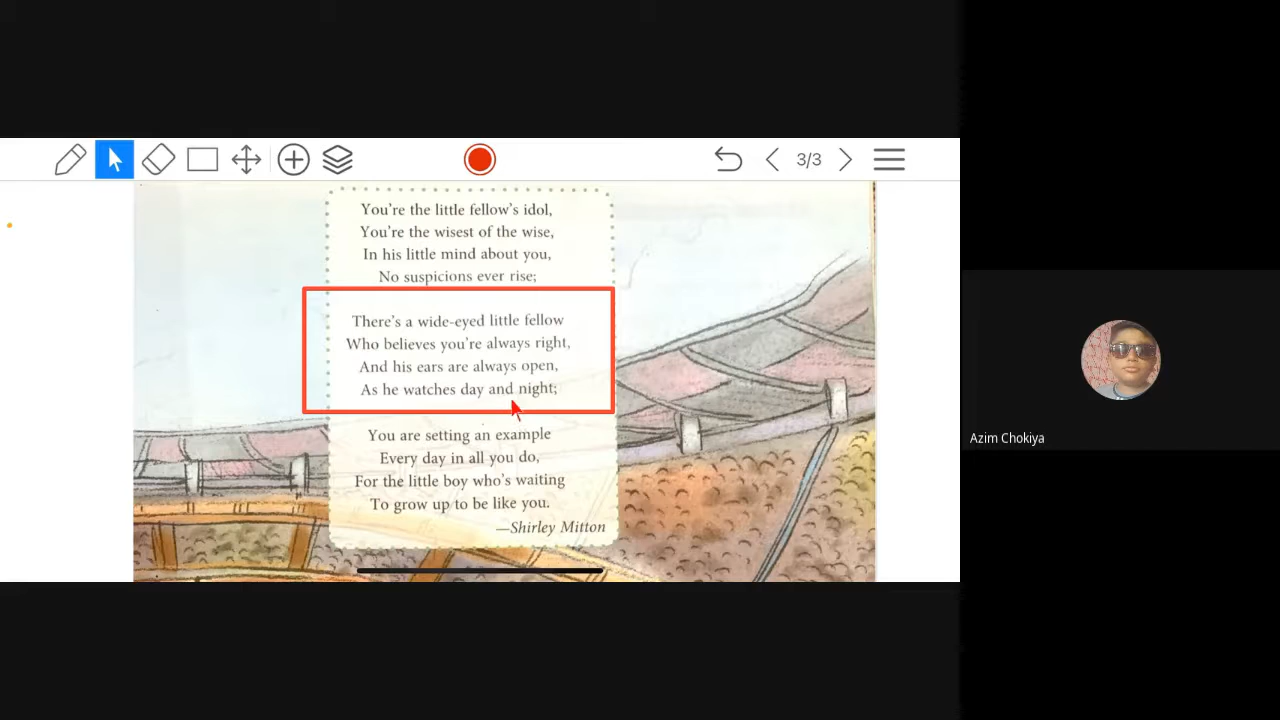 3/3
You're the little fellow's idol,
You're the wisest of the wise,
In his little mind about you,
No suspicions ever rise;
There's a wide-eyed little fellow
Who believes you're always right,
And his ears are always open,
As he watches day and night;
You are setting an example
Every day in all you do,
For the little boy who's waiting
To grow up to be like you.
—Shirley Mitton
Azim Chokiya